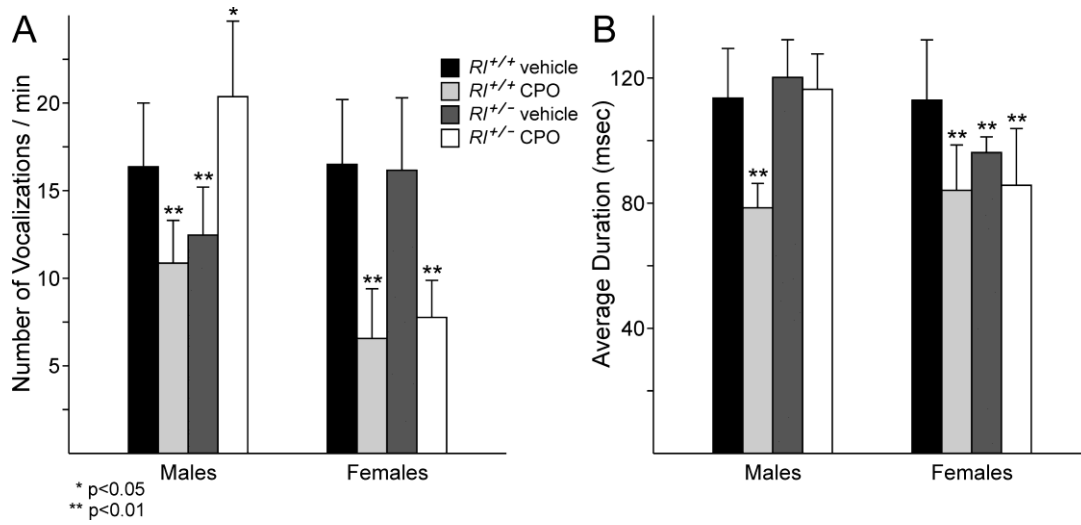 A
Number of Vocalizations / min
20
15
10
5
*
**
**
**
**
Males
Females
* p<0.05
** p<0.01
RI+/+ vehicle
RI+/+ CPO
RI+/- vehicle
RI+/- CPO
B
Average Duration (msec)
120
80
40
**
**
**
**
Males
Females